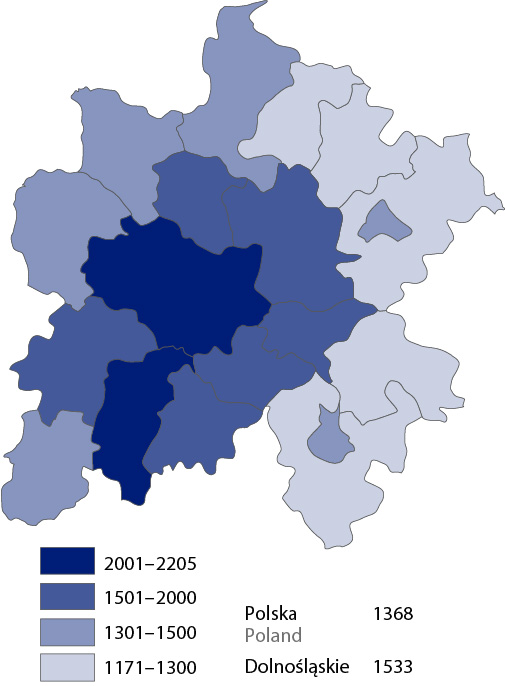 2001–2205
1501–2000
1301–1500
1171–1300
Polska 1368
Poland
Dolnośląskie 1533